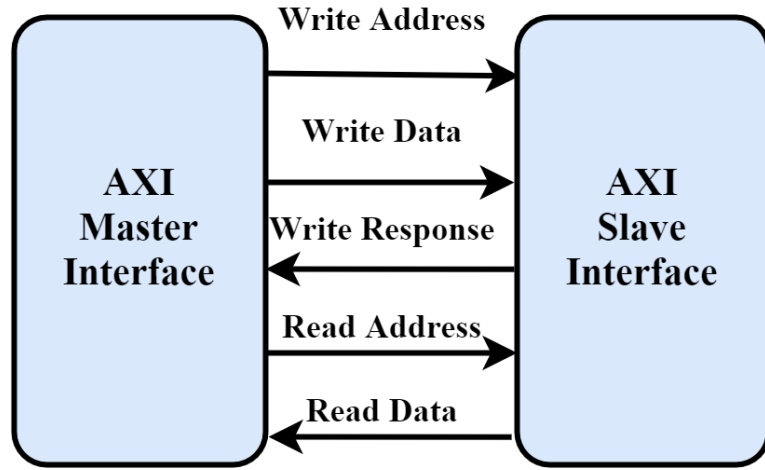 Write Address
Write Data
AXI
Master
Interface
Write Response
AXI
Slave
Interface
Read Address
Read Data